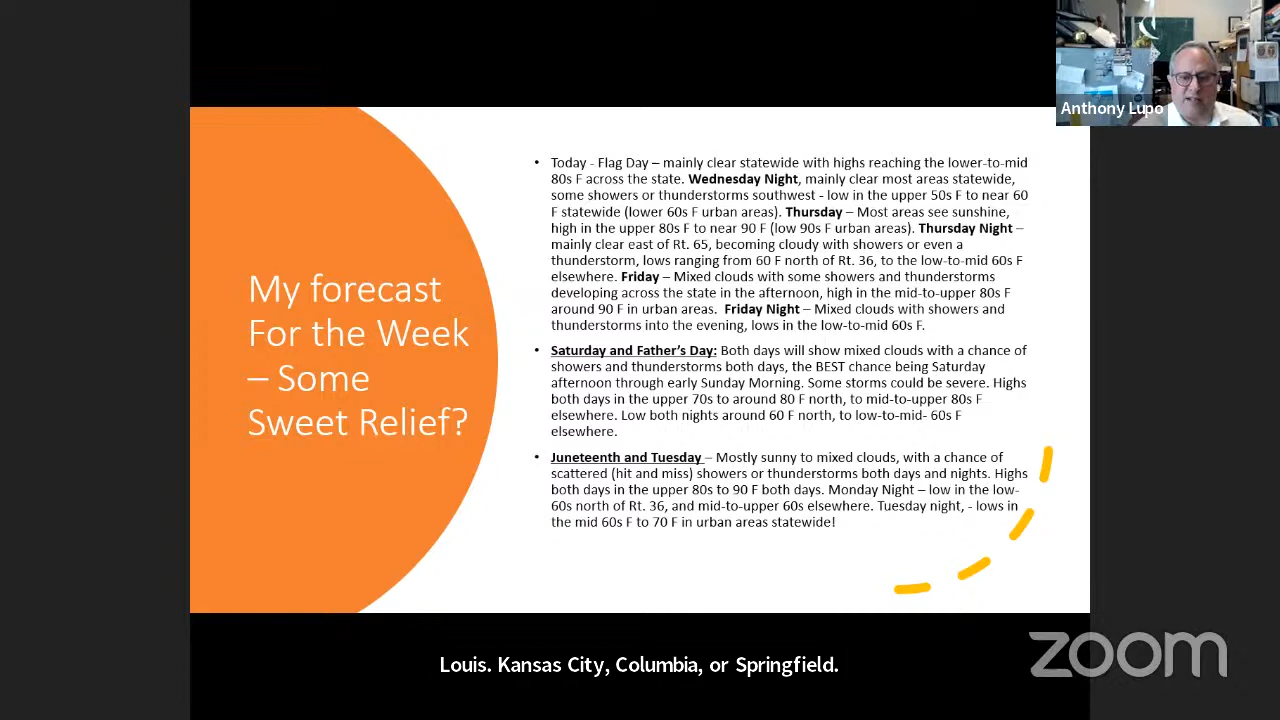 Anthony Lupo
My forecast
For the Week
– Some
Sweet Relief?
• Today - Flag Day – mainly clear statewide with highs reaching the lower-to-mid
80s F across the state. Wednesday Night, mainly clear most areas statewide,
some showers or thunderstorms southwest - low in the upper 50s F to near 60
F statewide (lower 60s F urban areas). Thursday – Most areas see sunshine,
high in the upper 80s F to near 90 F (low 90s F urban areas). Thursday Night –
mainly clear east of Rt. 65, becoming cloudy with showers or even a
thunderstorm, lows ranging from 60 F north of Rt. 36, to the low-to-mid 60s F
elsewhere. Friday – Mixed clouds with some showers and thunderstorms
developing across the state in the afternoon, high in the mid-to-upper 80s F
around 90 F in urban areas. Friday Night – Mixed clouds with showers and
thunderstorms into the evening, lows in the low-to-mid 60s F.
• Saturday and Father's Day: Both days will show mixed clouds with a chance of
showers and thunderstorms both days, the BEST chance being Saturday
afternoon through early Sunday Morning. Some storms could be severe. Highs
both days in the upper 70s to around 80 F north, to mid-to-upper 80s F
elsewhere. Low both nights around 60 F north, to low-to-mid- 60s F
elsewhere.
• Juneteenth and Tuesday – Mostly sunny to mixed clouds, with a chance of
scattered (hit and miss) showers or thunderstorms both days and nights. Highs
both days in the upper 80s to 90 F both days. Monday Night – low in the low-
60s north of Rt. 36, and mid-to-upper 60s elsewhere. Tuesday night, - lows in
the mid 60s F to 70 F in urban areas statewide!
Louis. Kansas City, Columbia, or Springfield.
zoom